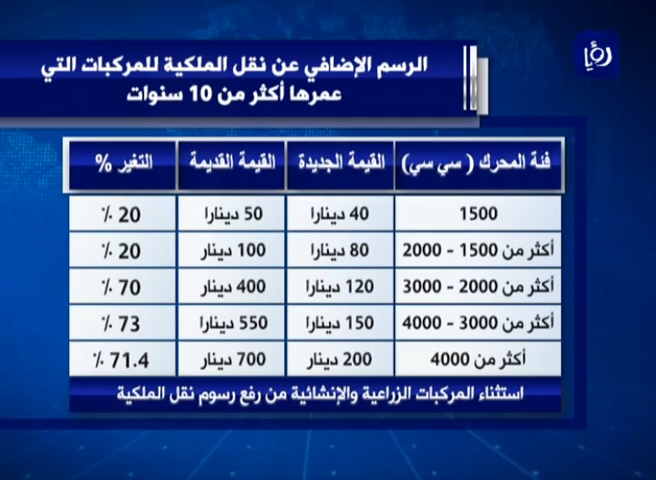 رؤيا
الرسم الإضافي عن نقل الملكية للمركبات التي
عمرها أكثر من 10 سنوات
فئة المحرك ( سي سي) القيمة الجديدة القيمة القديمة التغير %
1500 40 دينارا 50 دينارا 20 %
أكثر من 1500 - 2000 80 دينارا 100 دينار 20 %
أكثر من 2000 - 3000 120 دينارا 400 دينار 70 %
أكثر من 3000 - 4000 150 دينارا 550 دينارا 73 %
أكثر من 4000 200 دينار 700 دينار 71.4 %
استثناء المركبات الزراعية والإنشائية من رفع رسوم نقل الملكية